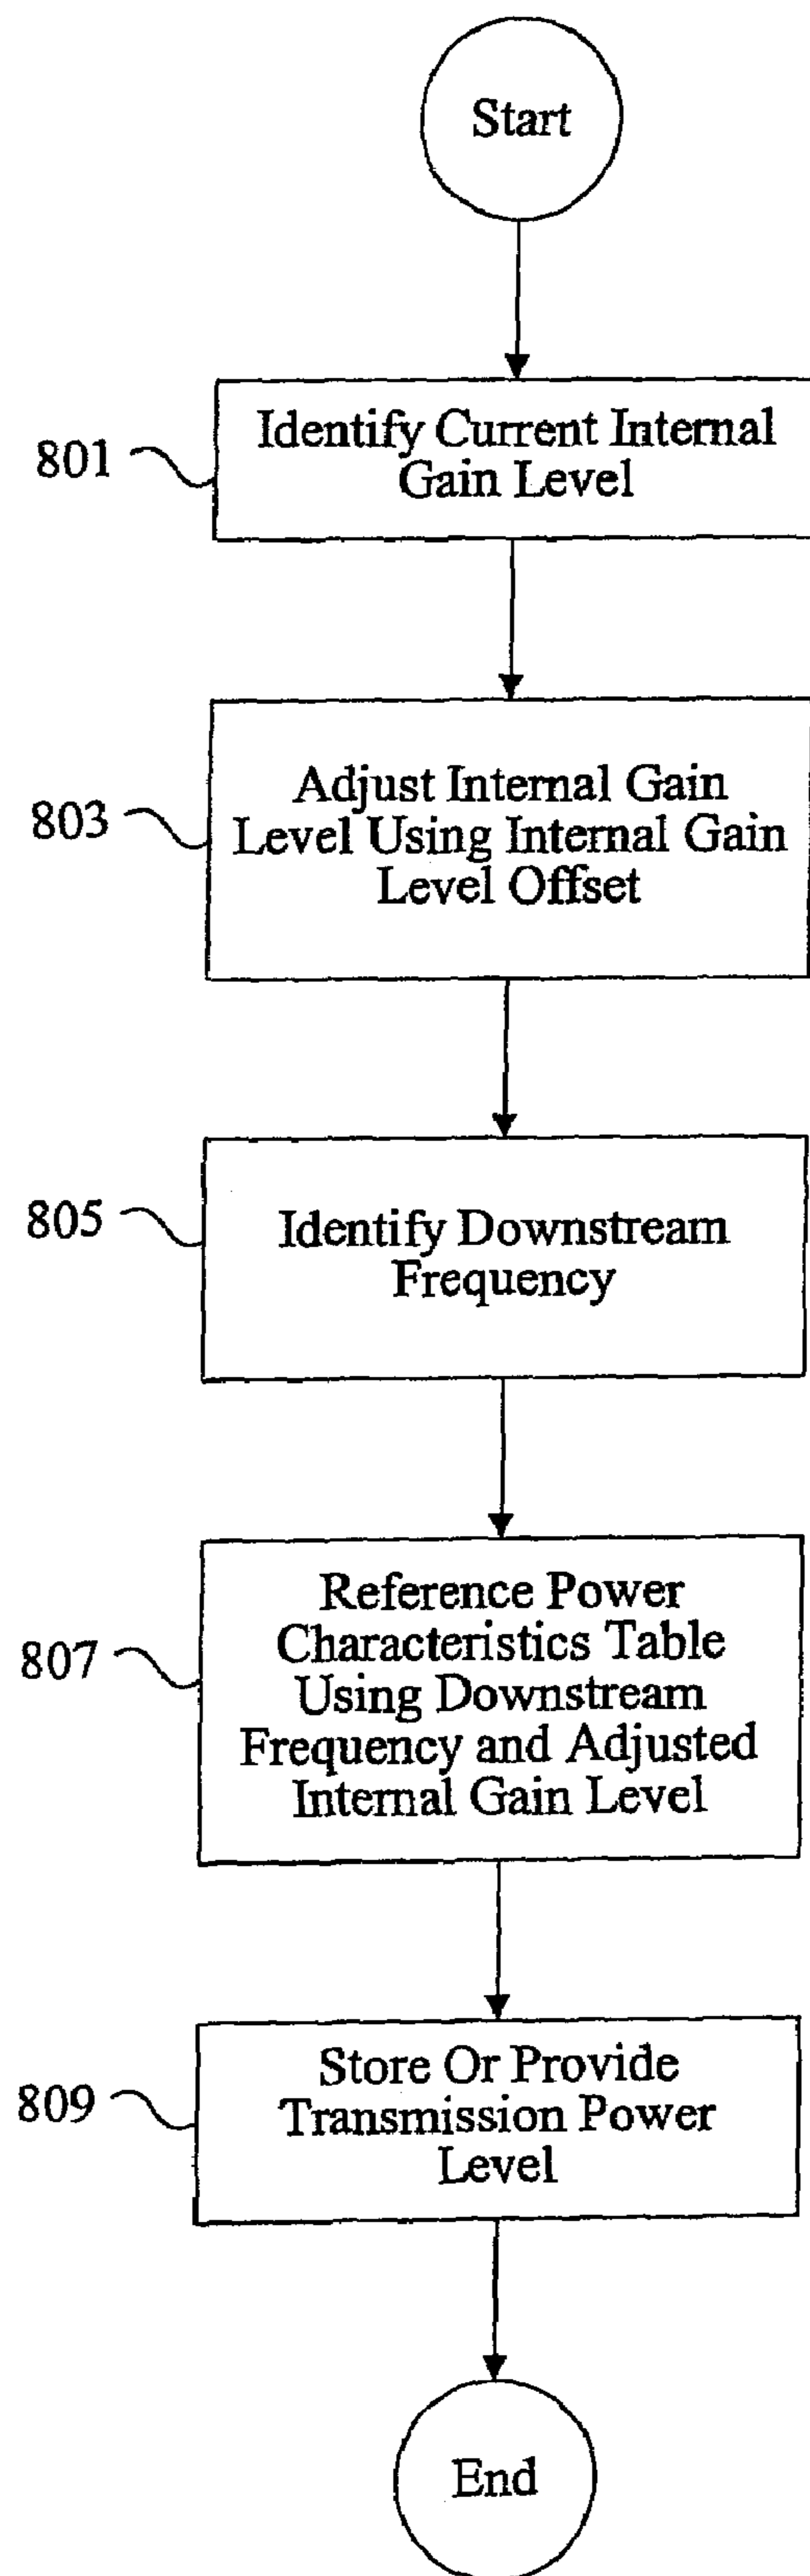 Start
801
Identify Current Internal
Gain Level
803
Adjust Internal Gain
Level Using Internal Gain
Level Offset
805
Identify Downstream
Frequency
807
Reference Power
Characteristics Table
Using Downstream
Frequency and Adjusted
Internal Gain Level
809
Store Or Provide
Transmission Power
Level
End